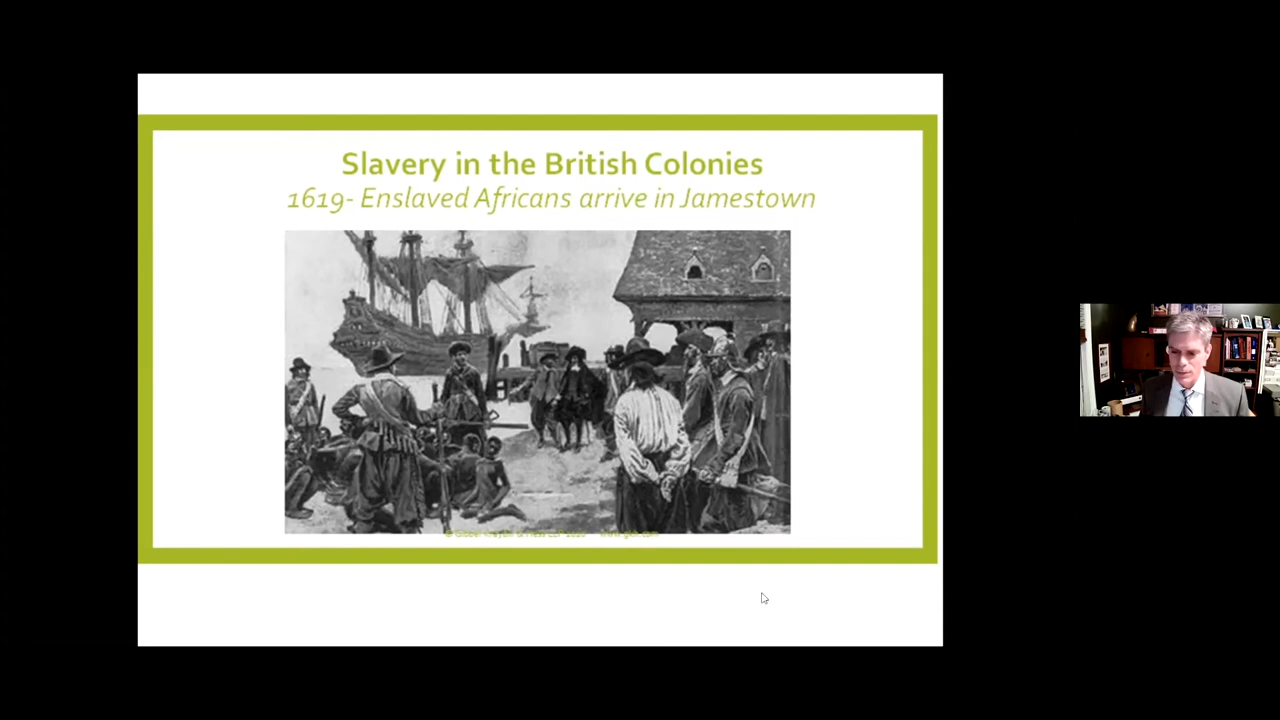 Slavery in the British Colonies
1619- Enslaved Africans arrive in Jamestown